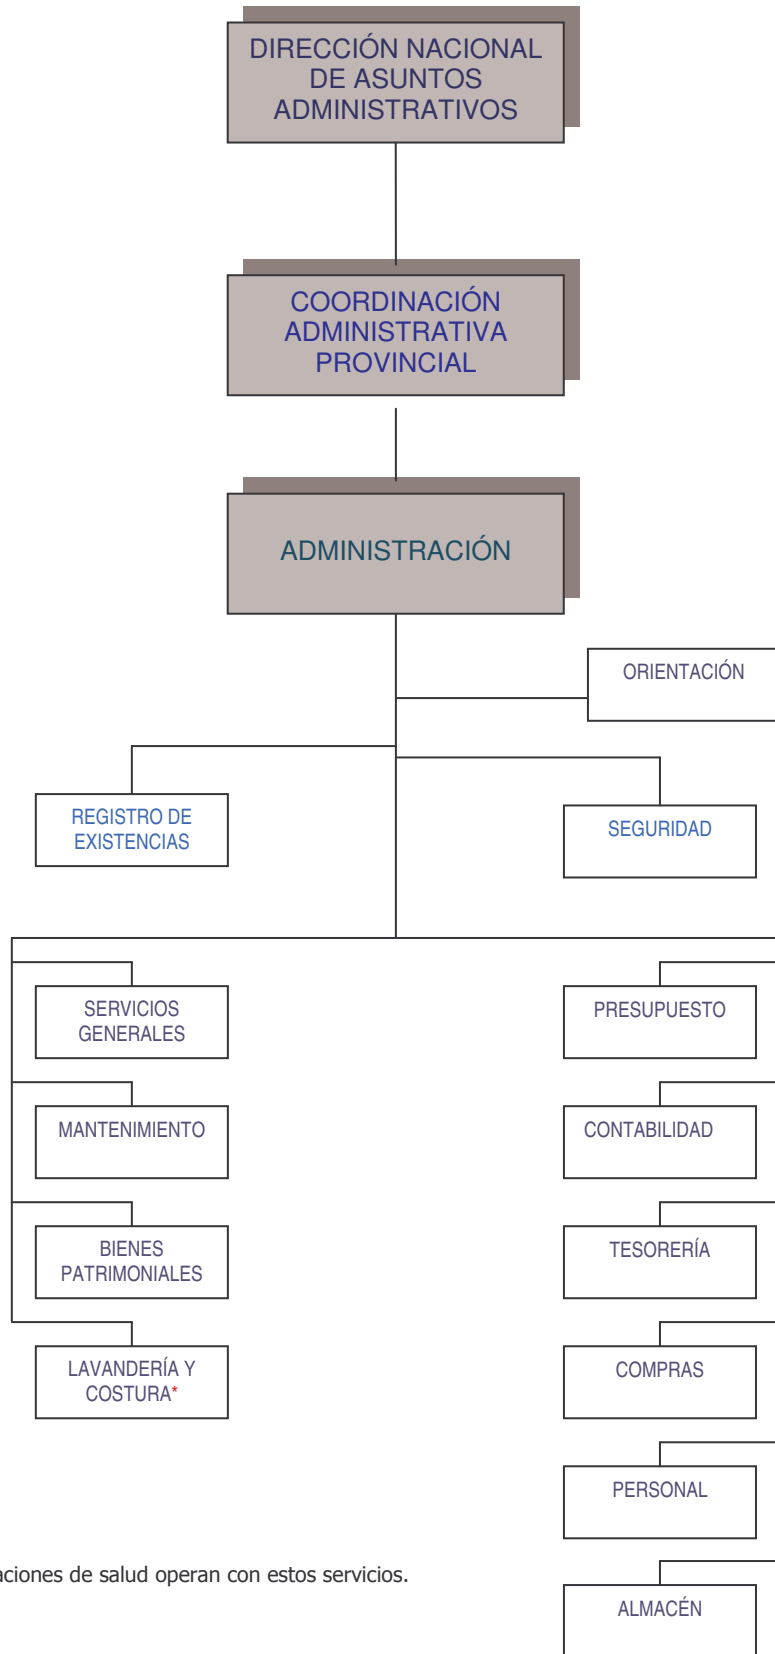 DIRECCIÓN NACIONAL
DE ASUNTOS
ADMINISTRATIVOS
COORDINACIÓN
ADMINISTRATIVA
PROVINCIAL
ADMINISTRACIÓN
ORIENTACIÓN
REGISTRO DE
EXISTENCIAS
SEGURIDAD
SERVICIOS
GENERALES
PRESUPUESTO
MANTENIMIENTO
CONTABILIDAD
BIENES
PATRIMONIALES
TESORERÍA
LAVANDERÍA Y
COSTURA*
COMPRAS
PERSONAL
aciones de salud operan con estos servicios.
ALMACÉN